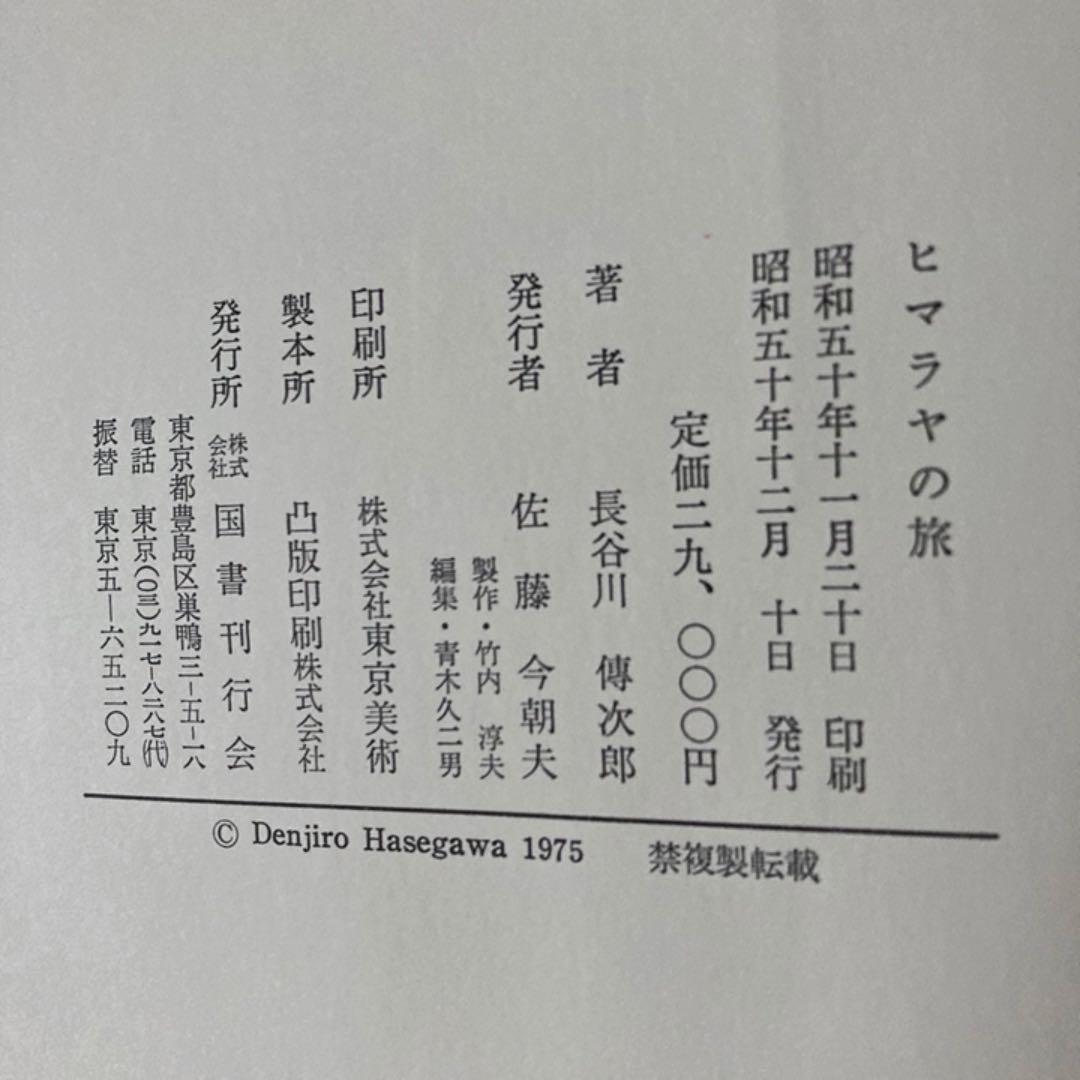 ヒマラヤの旅
昭和五十年十一月二十日　印刷
昭和五十年十二月　十日　発行
定価二九、〇〇〇円
著者　長谷川　傳次郎
発行者　佐藤今朝夫
製作・竹内　淳夫
編集・青木久二男
印刷所　株式会社東京美術
製本所　凸版印刷株式会社
発行所　株式会社　国書刊行会
東京都豊島区巣鴨三−五−一八
電話　東京(〇三)九一七−八二八七(代)
振替　東京五—六五二〇九
© Denjiro Hasegawa 1975　禁複製転載